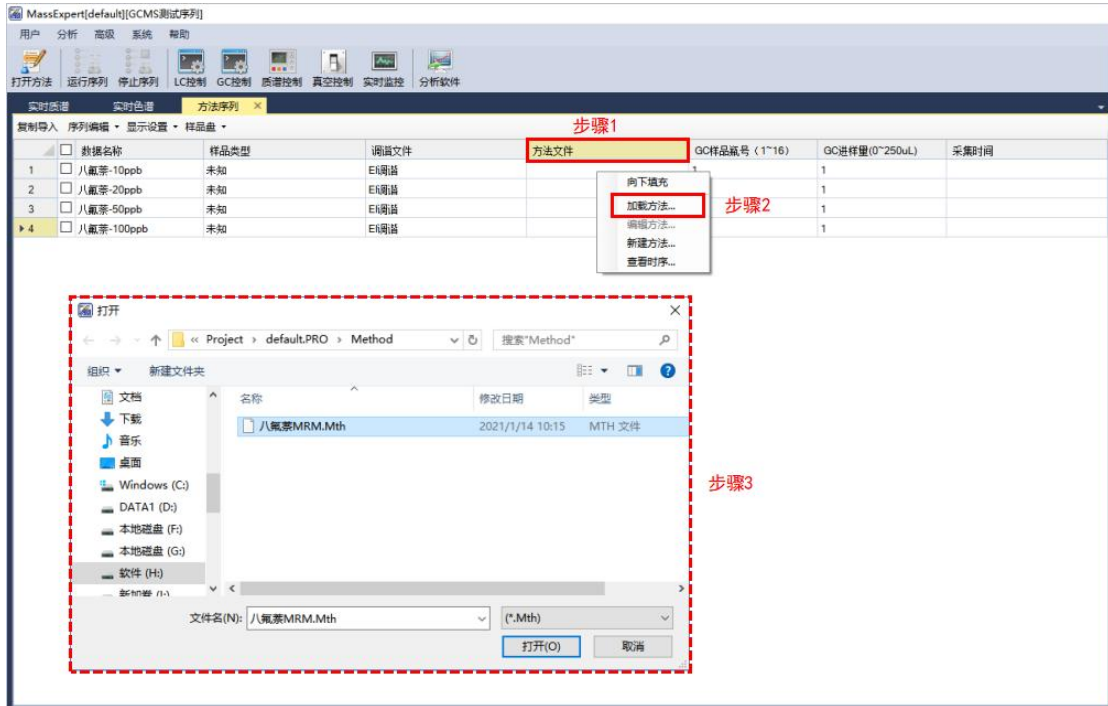 MassExpert[default][GCMS测试序列]
用户 分析 高级 系统 帮助
打开方法 运行序列 停止序列 LC控制 GC控制 质谱控制 真空控制 实时监控 分析软件
实时质谱 实时色谱 方法序列 ×
复制导入 序列编辑 显示设置 样品盘
步骤1
数据名称 样品类型 调谐文件 方法文件 GC样品瓶号（1~16） GC进样量(0~250uL) 采集时间
1 八氟萘-10ppb 未知 EI调谐 1 1
2 八氟萘-20ppb 未知 EI调谐 1
3 八氟萘-50ppb 未知 EI调谐 1
4 八氟萘-100ppb 未知 EI调谐 1
向下填充
加载方法...
步骤2
编辑方法...
新建方法...
查看时序...
打开
« Project › default.PRO › Method 搜索"Method"
组织 新建文件夹
文档
下载
音乐
桌面
Windows (C:)
DATA1 (D:)
本地磁盘 (F:)
本地磁盘 (G:)
软件 (H:)
新加卷 (I:)
名称 修改日期 类型
八氟萘MRM.Mth 2021/1/14 10:15 MTH 文件
步骤3
文件名(N): 八氟萘MRM.Mth (*.Mth)
打开(O) 取消